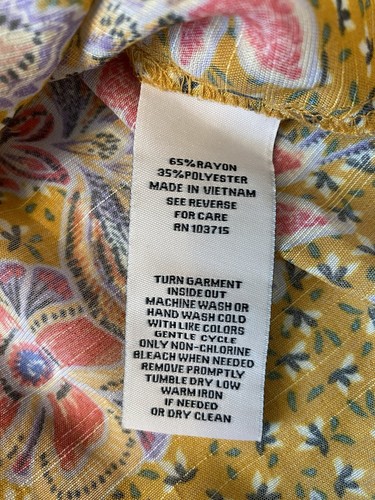 65% RAYON
35% POLYESTER
MADE IN VIETNAM
SEE REVERSE
FOR CARE
RN 103715
TURN GARMENT
INSIDE OUT
MACHINE WASH OR
HAND WASH COLD
WITH LIKE COLORS
GENTLE CYCLE
ONLY NON-CHLORINE
BLEACH WHEN NEEDED
REMOVE PROMPTLY
TUMBLE DRY LOW
WARM IRON
IF NEEDED
OR DRY CLEAN